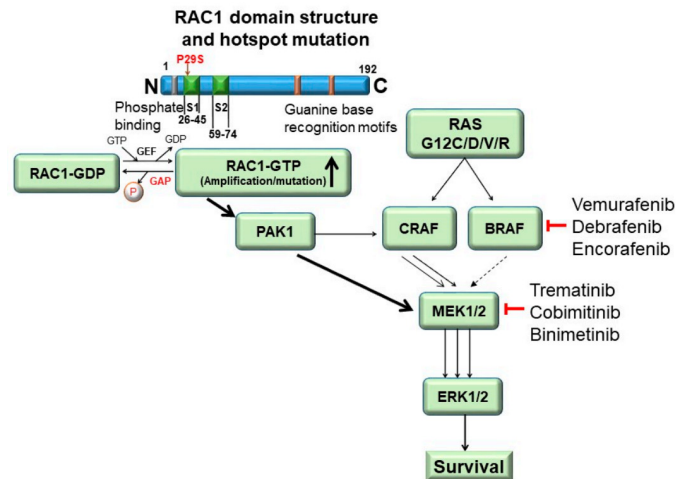 RAC1 domain structure
and hotspot mutation
P29S
1
192
N
C
S1
S2
26-45
59-74
Phosphate
binding
Guanine base
recognition motifs
GTP
GEF
GDP
RAC1-GDP
GAP
P
RAC1-GTP
(Amplification/mutation)
RAS
G12C/D/V/R
PAK1
CRAF
BRAF
Vemurafenib
Debrafenib
Encorafenib
MEK1/2
Trematinib
Cobimitinib
Binimetinib
ERK1/2
Survival